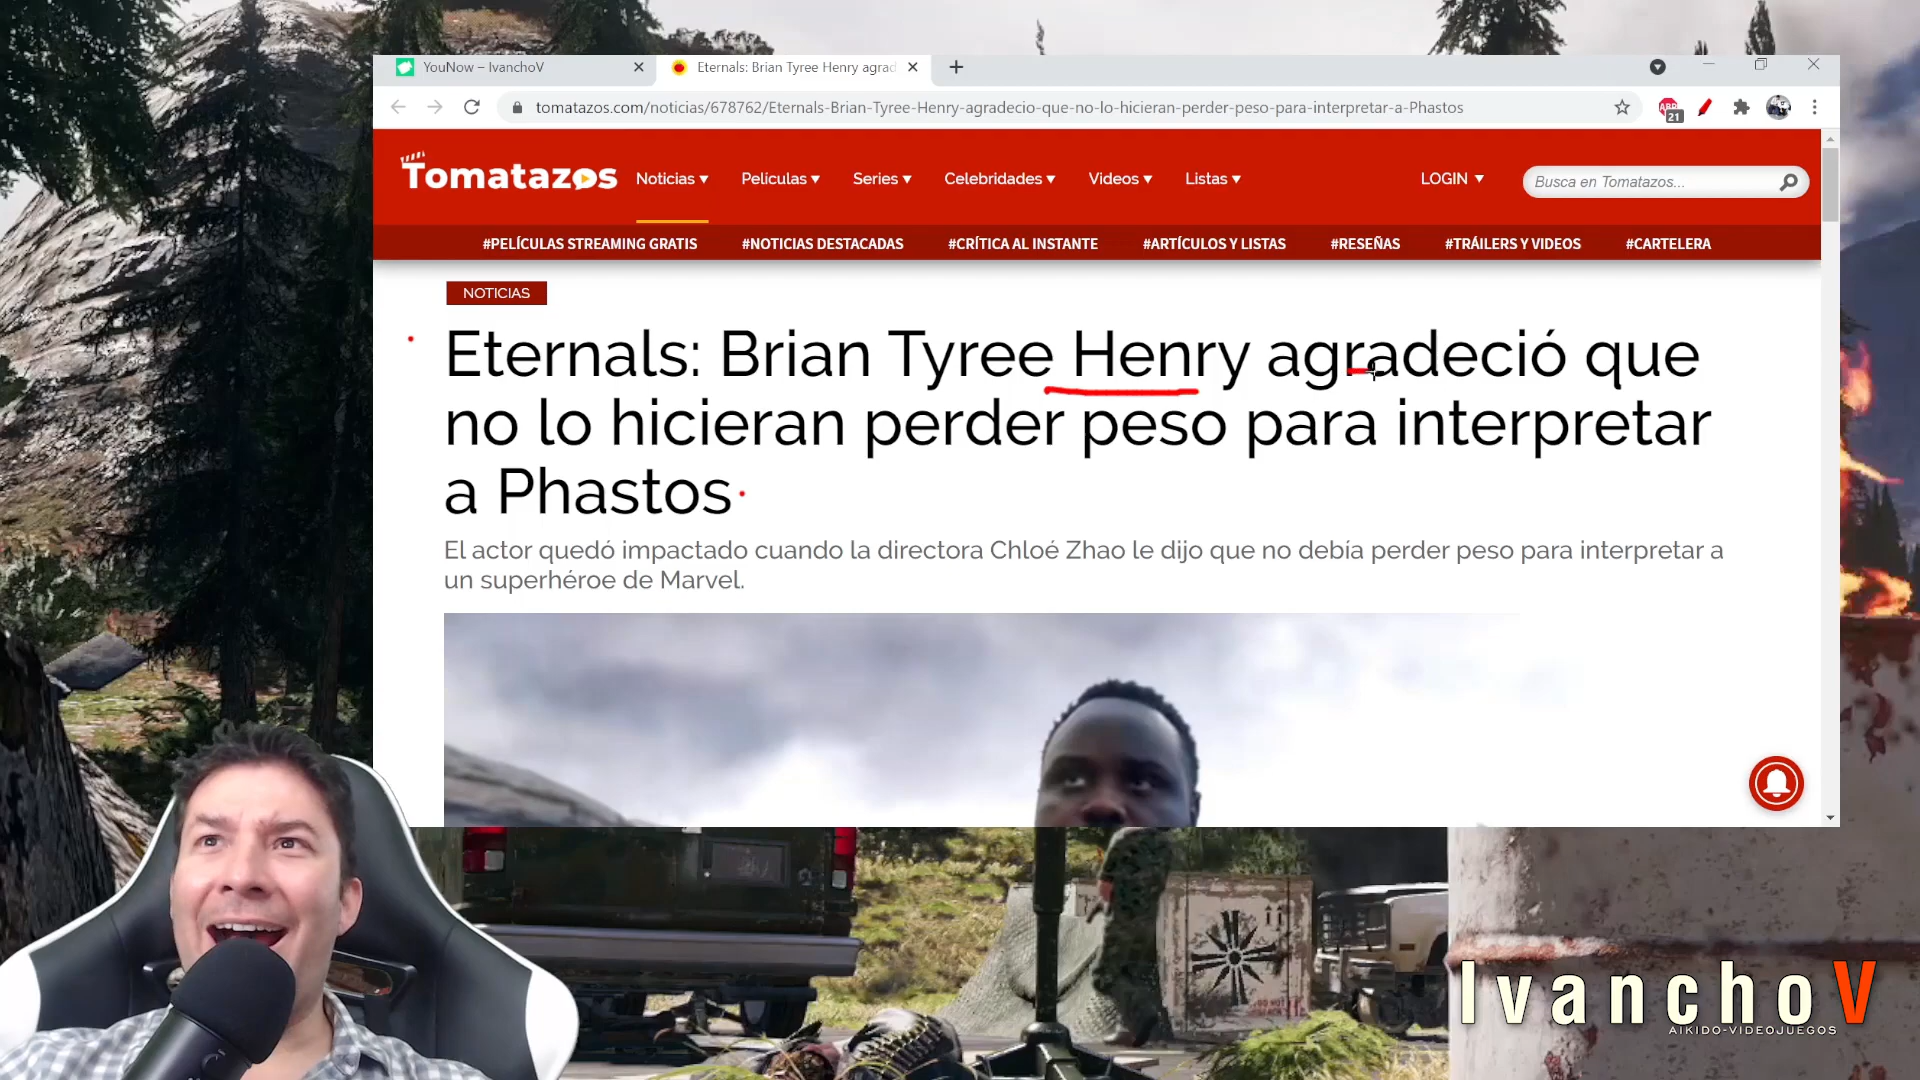 YouNow – IvanchoV
Eternals: Brian Tyree Henry agrad
tomatazos.com/noticias/678762/Eternals-Brian-Tyree-Henry-agradecio-que-no-lo-hicieran-perder-peso-para-interpretar-a-Phastos
ABP
21
Tomatazos
Noticias ▾
Películas ▾
Series ▾
Celebridades ▾
Videos ▾
Listas ▾
LOGIN ▾
Busca en Tomatazos...
#PELÍCULAS STREAMING GRATIS
#NOTICIAS DESTACADAS
#CRÍTICA AL INSTANTE
#ARTÍCULOS Y LISTAS
#RESEÑAS
#TRÁILERS Y VIDEOS
#CARTELERA
NOTICIAS
Eternals: Brian Tyree Henry agradeció que
no lo hicieran perder peso para interpretar
a Phastos
El actor quedó impactado cuando la directora Chloé Zhao le dijo que no debía perder peso para interpretar a
un superhéroe de Marvel.
IvanchoV
AIKIDO-VIDEOJUEGOS